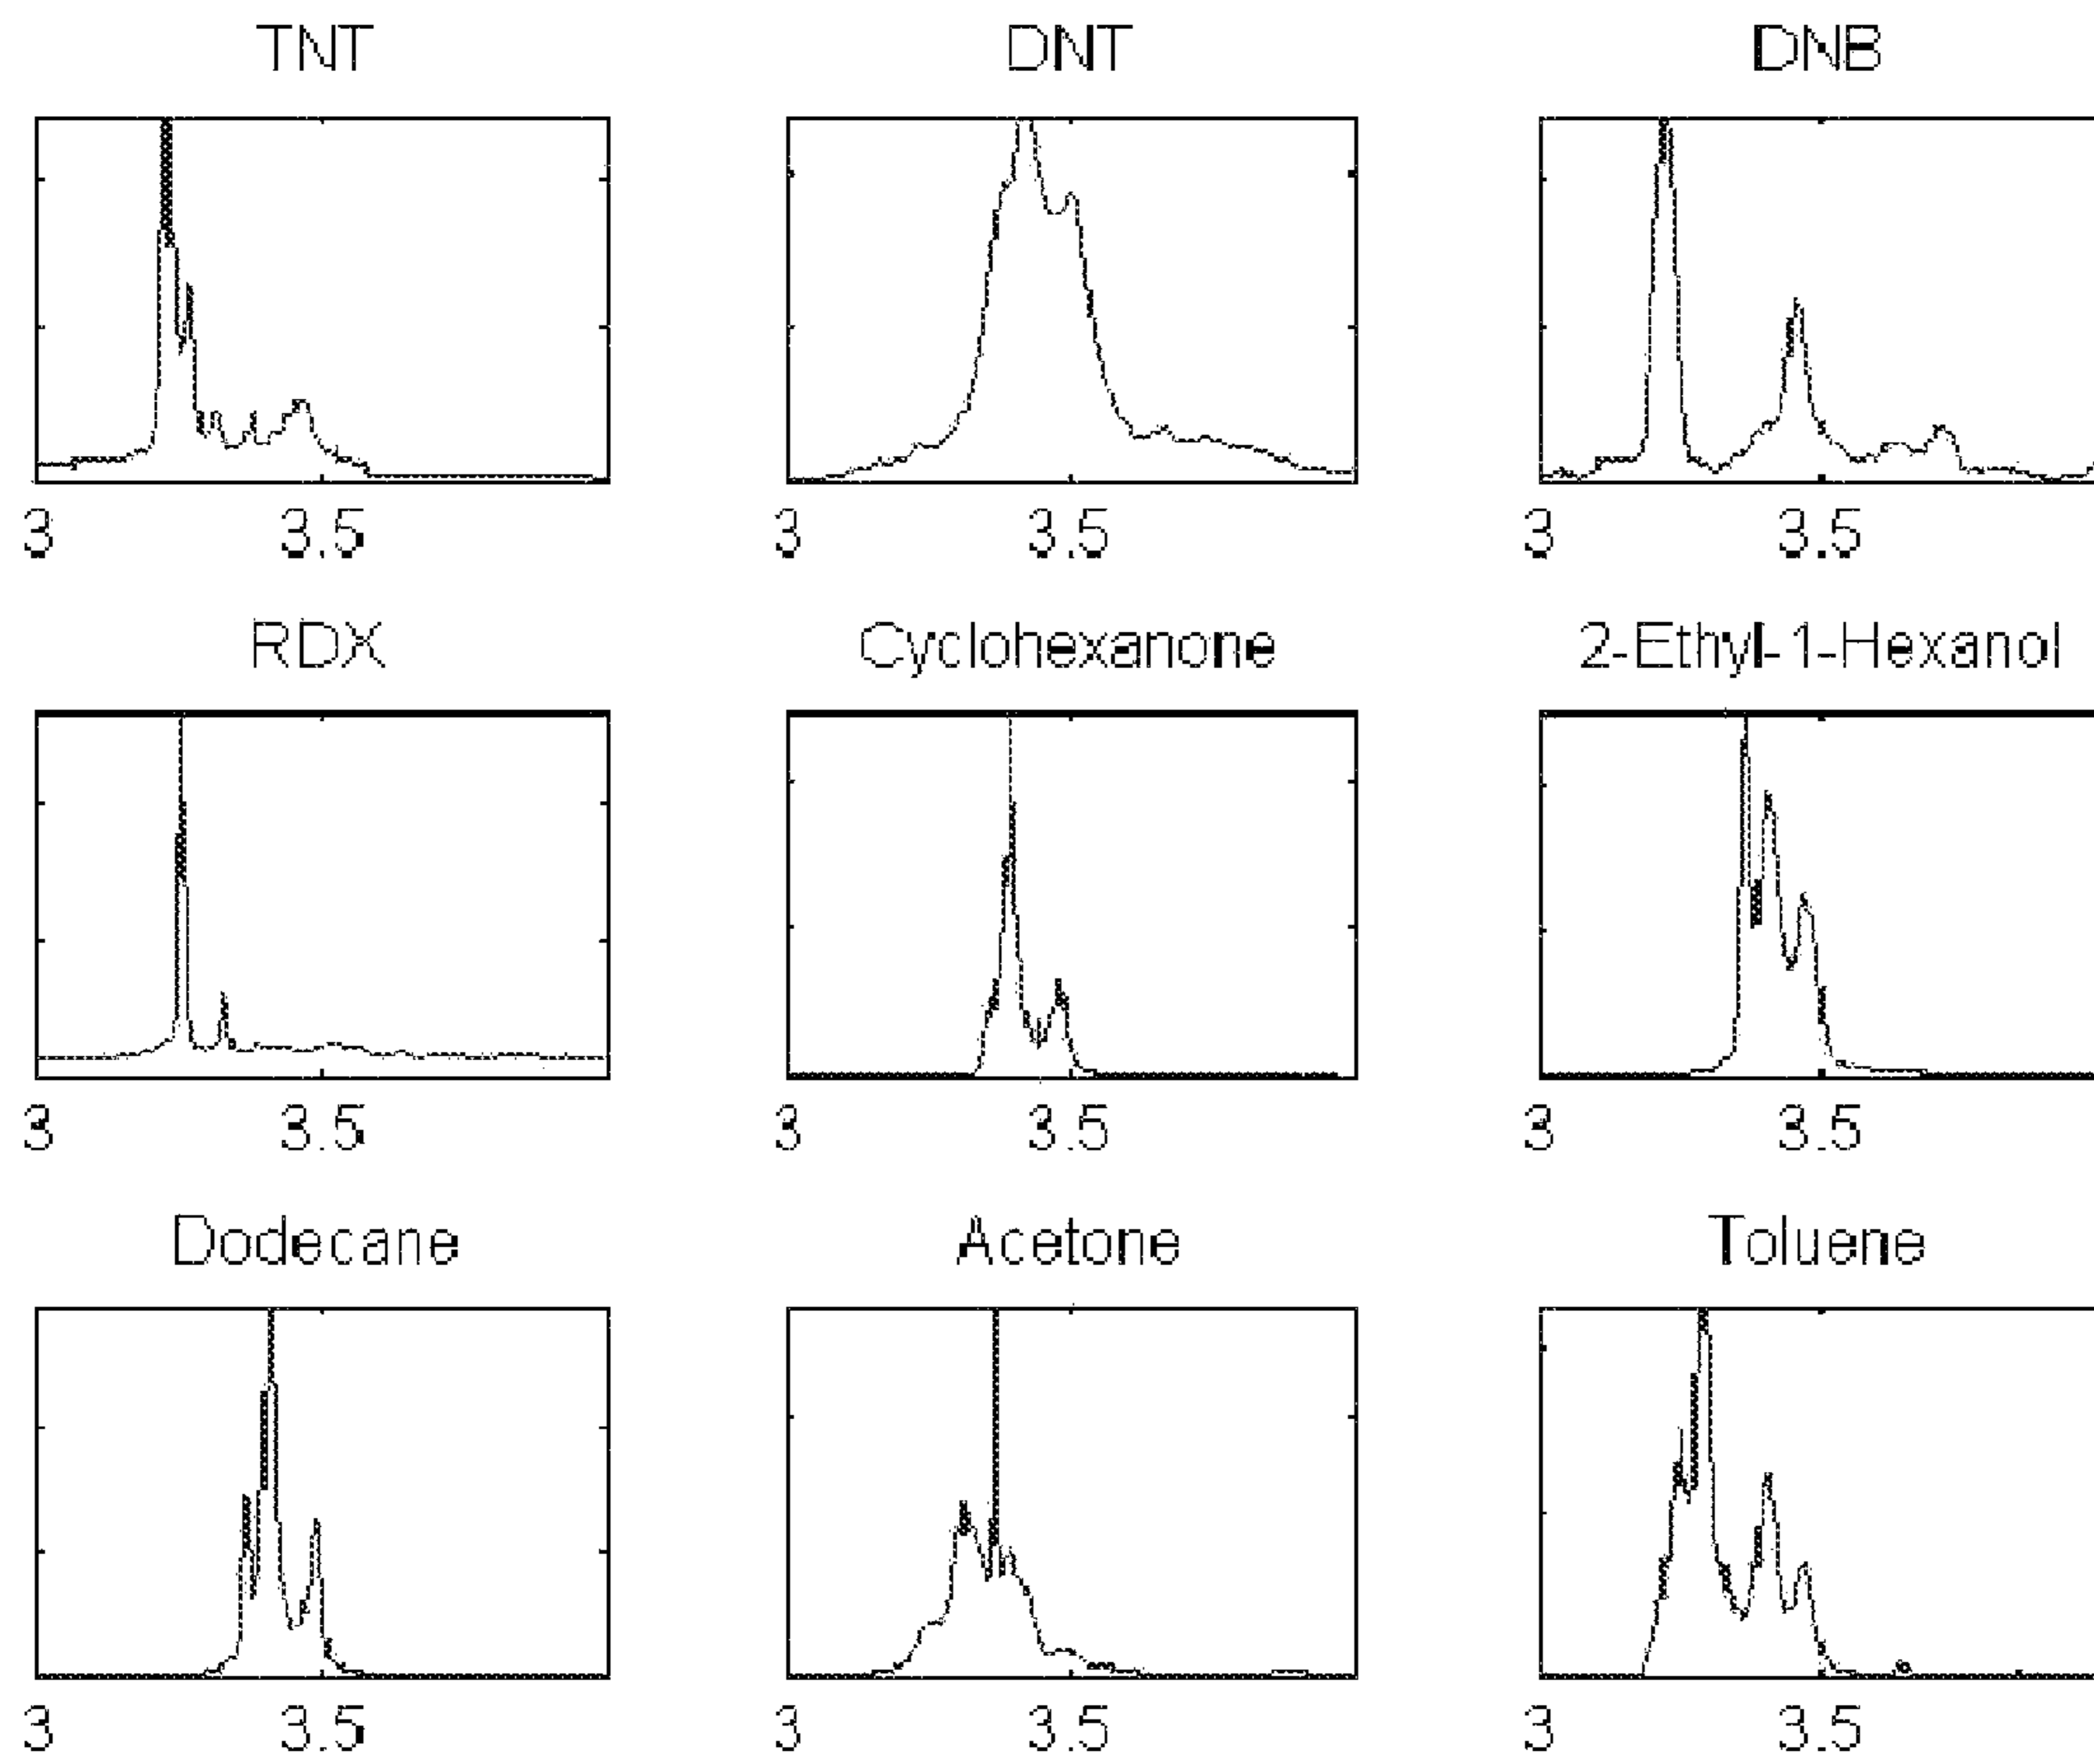 TNT DNT DNB
3 3.5 3 3.5 3 3.5
RDX Cyclohexanone 2-Ethyl-1-Hexanol
3 3.5 3 3.5 3 3.5
Dodecane Acetone Toluene
3 3.5 3 3.5 3 3.5